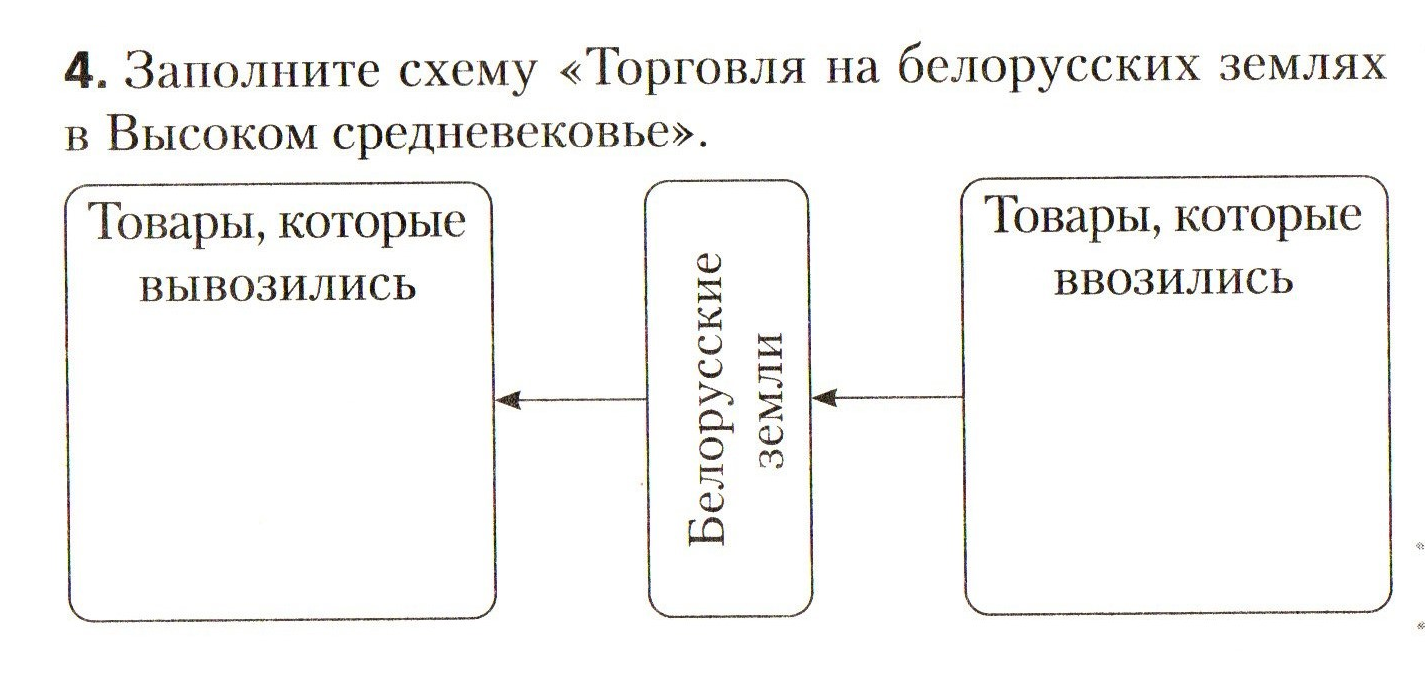 4. Заполните схему «Торговля на белорусских землях
в Высоком средневековье».
Товары, которые
вывозились
Белорусские
земли
Товары, которые
ввозились